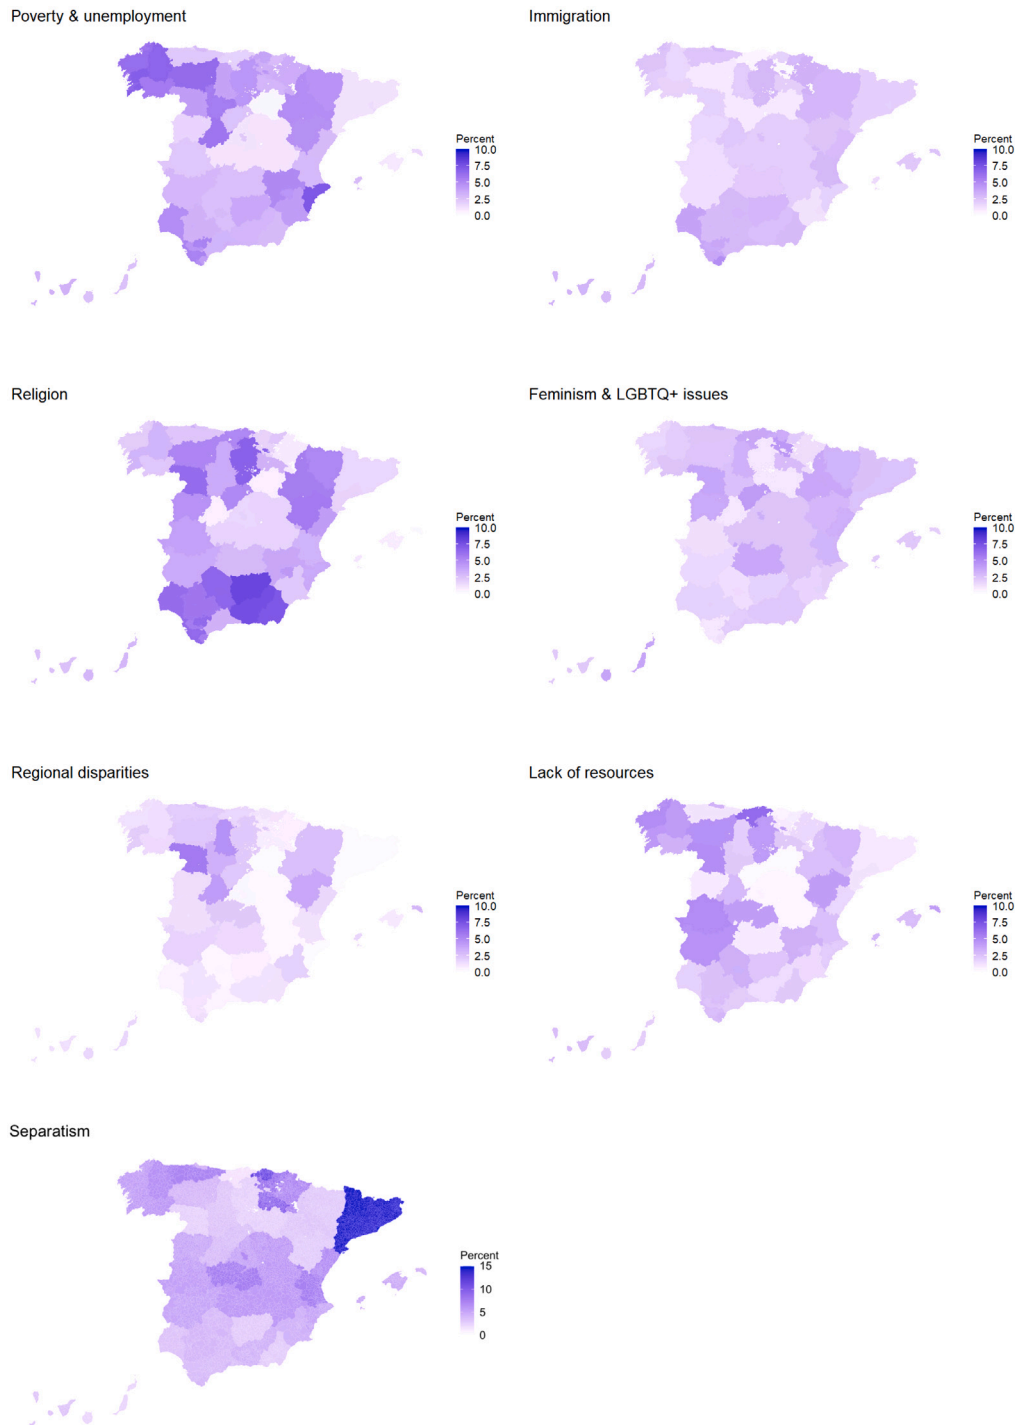 Poverty & unemployment
Immigration
Percent
10.0
7.5
5.0
2.5
0.0
Percent
10.0
7.5
5.0
2.5
0.0
Religion
Feminism & LGBTQ+ issues
Percent
10.0
7.5
5.0
2.5
0.0
Percent
10.0
7.5
5.0
2.5
0.0
Regional disparities
Lack of resources
Percent
10.0
7.5
5.0
2.5
0.0
Percent
10.0
7.5
5.0
2.5
0.0
Separatism
Percent
15
10
5
0